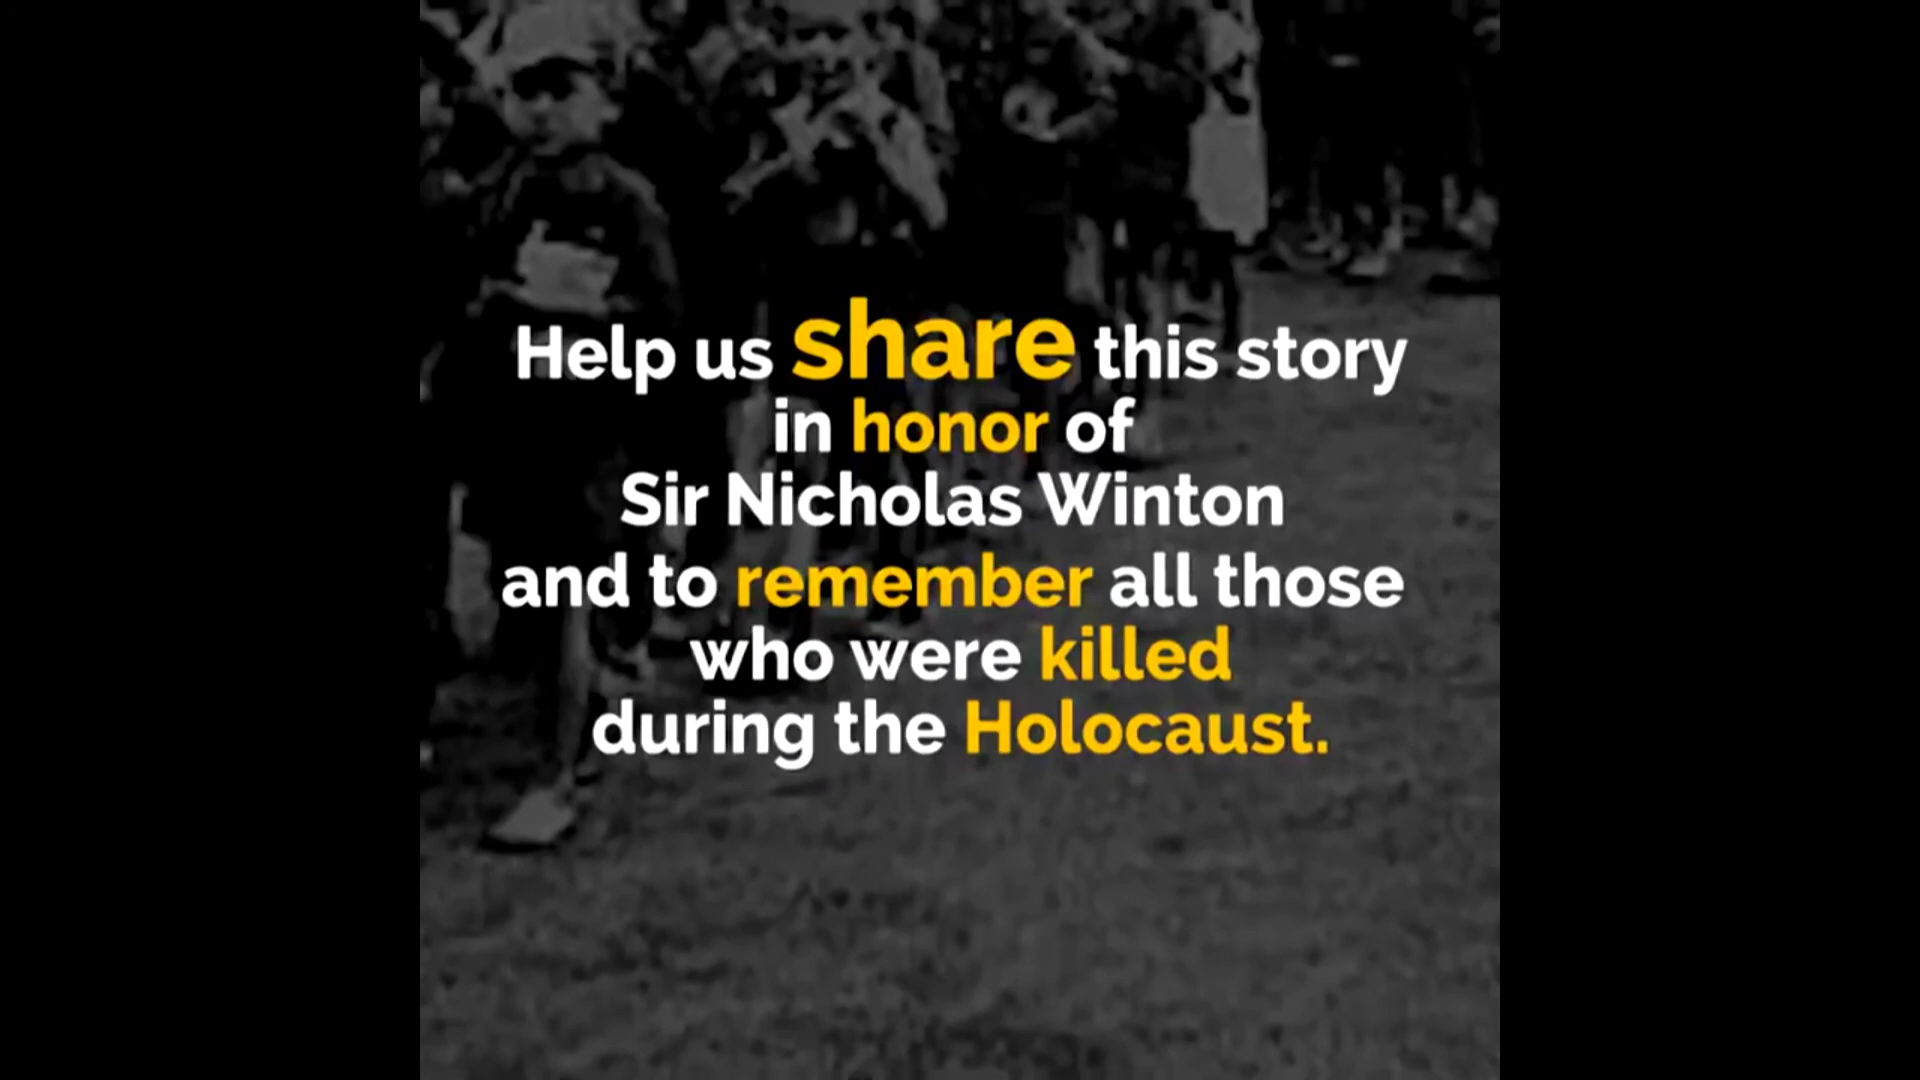 Help us share this story
in honor of
Sir Nicholas Winton
and to remember all those
who were killed
during the Holocaust.